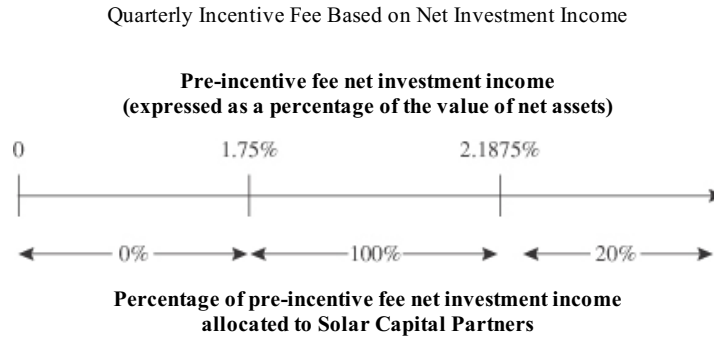 Quarterly Incentive Fee Based on Net Investment Income
Pre-incentive fee net investment income
(expressed as a percentage of the value of net assets)
0 1.75% 2.1875%
0% 100% 20%
Percentage of pre-incentive fee net investment income
allocated to Solar Capital Partners